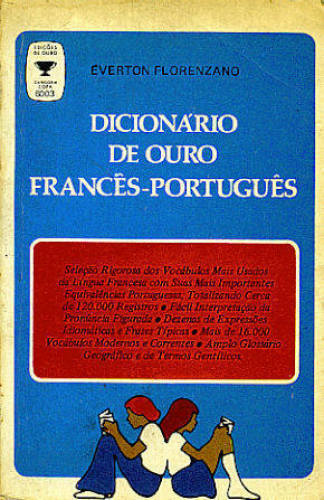 EDIÇÕES
DE OURO
CATEGORIA
COPA
6003
EVERTON FLORENZANO
DICIONÁRIO
DE OURO
FRANCÊS-PORTUGUÊS
Seleção Rigorosa dos Vocábulos Mais Usados
da Língua Francesa com Suas Mais Importantes
Equivalências Portuguesas, Totalizando Cerca
de 120.000 Registros • Fácil Interpretação da
Pronúncia Figurada • Dezenas de Expressões
Idiomáticas e Frases Típicas • Mais de 16.000
Vocábulos Modernos e Correntes • Amplo Glossário
Geográfico e de Termos Gentílicos